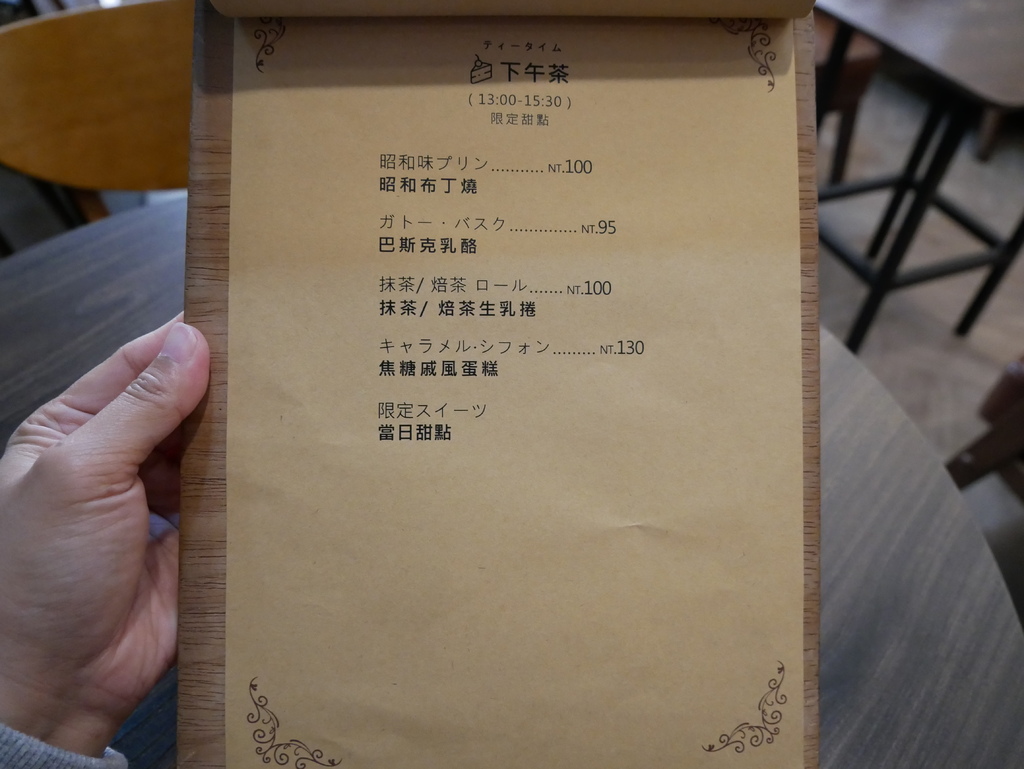 ティータイム
下午茶
(13:00-15:30)
限定甜點
昭和味プリン........... NT.100
昭和布丁燒
ガトー・バスク.............. NT.95
巴斯克乳酪
抹茶/ 焙茶 ロール....... NT.100
抹茶/ 焙茶生乳捲
キャラメル·シフォン......... NT.130
焦糖戚風蛋糕
限定スイーツ
當日甜點